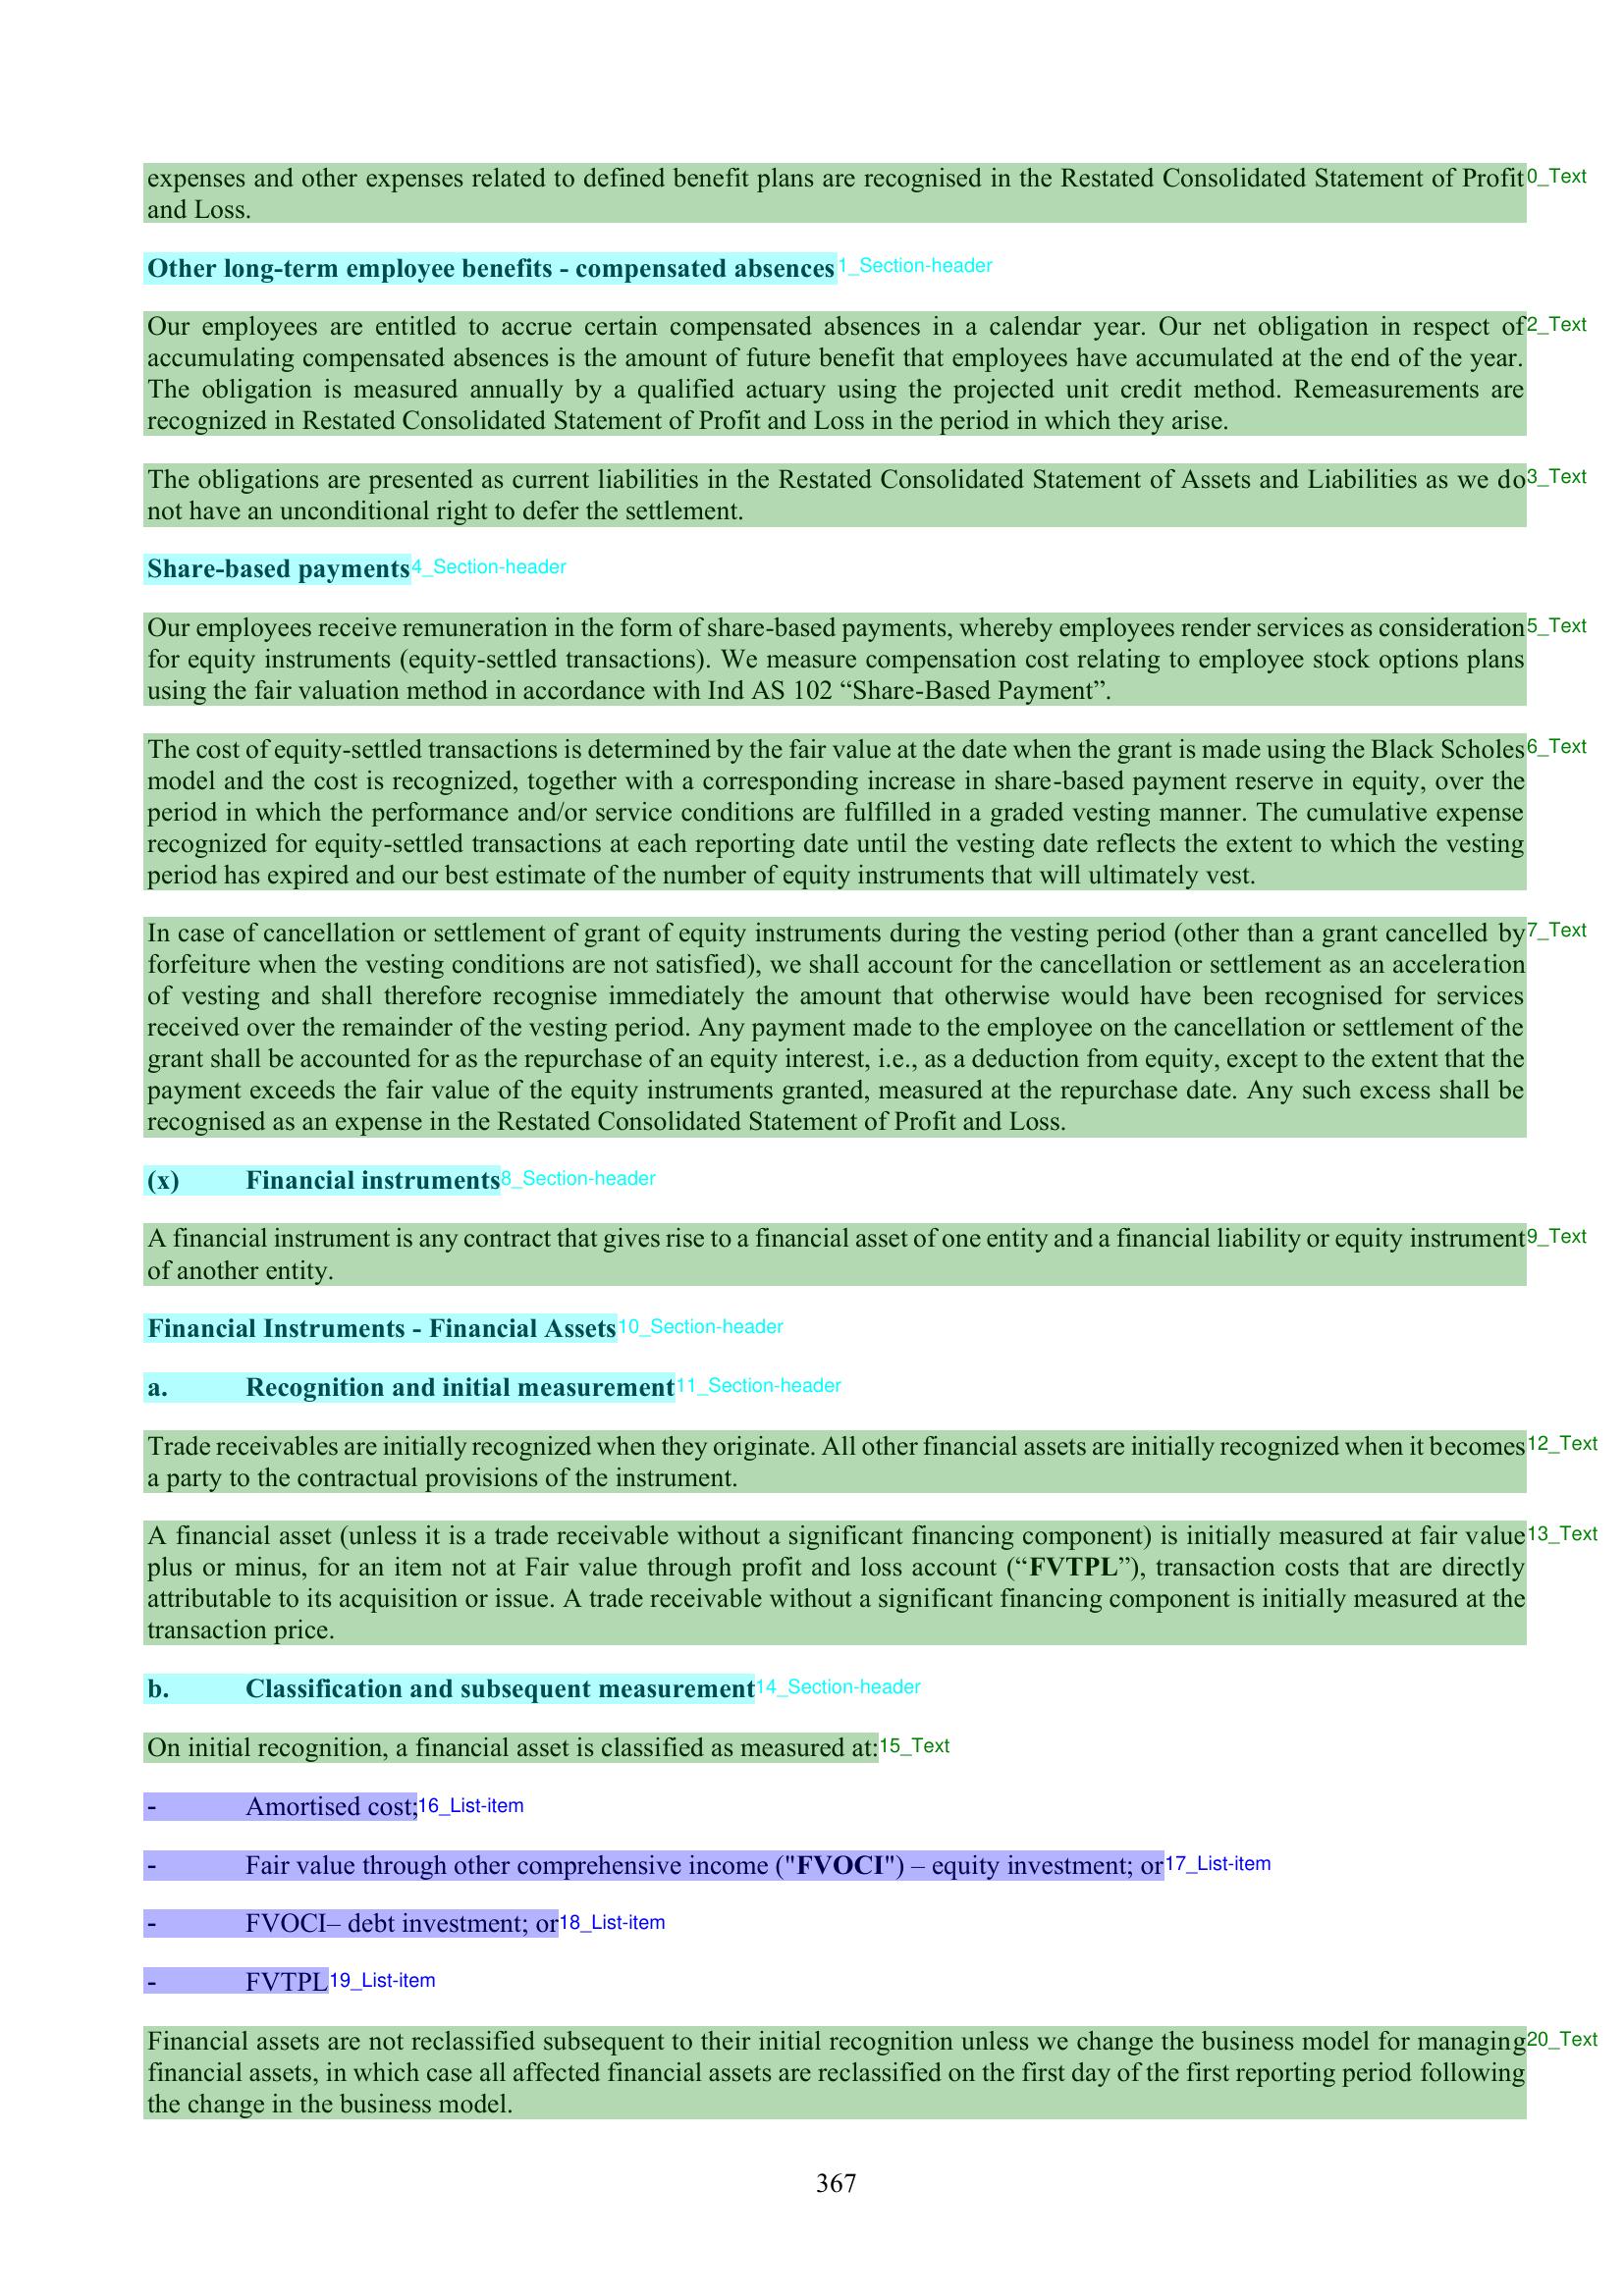 expenses and other expenses related to defined benefit plans are recognised in the Restated Consolidated Statement of Profit 0_Text
and Loss.
Other long-term employee benefits - compensated absences 1_Section-header
Our employees are entitled to accrue certain compensated absences in a calendar year. Our net obligation in respect of 2_Text
accumulating compensated absences is the amount of future benefit that employees have accumulated at the end of the year.
The obligation is measured annually by a qualified actuary using the projected unit credit method. Remeasurements are
recognized in Restated Consolidated Statement of Profit and Loss in the period in which they arise.
The obligations are presented as current liabilities in the Restated Consolidated Statement of Assets and Liabilities as we do 3_Text
not have an unconditional right to defer the settlement.
Share-based payments 4_Section-header
Our employees receive remuneration in the form of share-based payments, whereby employees render services as consideration 5_Text
for equity instruments (equity-settled transactions). We measure compensation cost relating to employee stock options plans
using the fair valuation method in accordance with Ind AS 102 “Share-Based Payment”.
The cost of equity-settled transactions is determined by the fair value at the date when the grant is made using the Black Scholes 6_Text
model and the cost is recognized, together with a corresponding increase in share-based payment reserve in equity, over the
period in which the performance and/or service conditions are fulfilled in a graded vesting manner. The cumulative expense
recognized for equity-settled transactions at each reporting date until the vesting date reflects the extent to which the vesting
period has expired and our best estimate of the number of equity instruments that will ultimately vest.
In case of cancellation or settlement of grant of equity instruments during the vesting period (other than a grant cancelled by 7_Text
forfeiture when the vesting conditions are not satisfied), we shall account for the cancellation or settlement as an acceleration
of vesting and shall therefore recognise immediately the amount that otherwise would have been recognised for services
received over the remainder of the vesting period. Any payment made to the employee on the cancellation or settlement of the
grant shall be accounted for as the repurchase of an equity interest, i.e., as a deduction from equity, except to the extent that the
payment exceeds the fair value of the equity instruments granted, measured at the repurchase date. Any such excess shall be
recognised as an expense in the Restated Consolidated Statement of Profit and Loss.
(x) Financial instruments 8_Section-header
A financial instrument is any contract that gives rise to a financial asset of one entity and a financial liability or equity instrument 9_Text
of another entity.
Financial Instruments - Financial Assets 10_Section-header
a. Recognition and initial measurement 11_Section-header
Trade receivables are initially recognized when they originate. All other financial assets are initially recognized when it becomes 12_Text
a party to the contractual provisions of the instrument.
A financial asset (unless it is a trade receivable without a significant financing component) is initially measured at fair value 13_Text
plus or minus, for an item not at Fair value through profit and loss account (“FVTPL”), transaction costs that are directly
attributable to its acquisition or issue. A trade receivable without a significant financing component is initially measured at the
transaction price.
b. Classification and subsequent measurement 14_Section-header
On initial recognition, a financial asset is classified as measured at: 15_Text
- Amortised cost; 16_List-item
- Fair value through other comprehensive income ("FVOCI") – equity investment; or 17_List-item
- FVOCI– debt investment; or 18_List-item
- FVTPL 19_List-item
Financial assets are not reclassified subsequent to their initial recognition unless we change the business model for managing 20_Text
financial assets, in which case all affected financial assets are reclassified on the first day of the first reporting period following
the change in the business model.
367